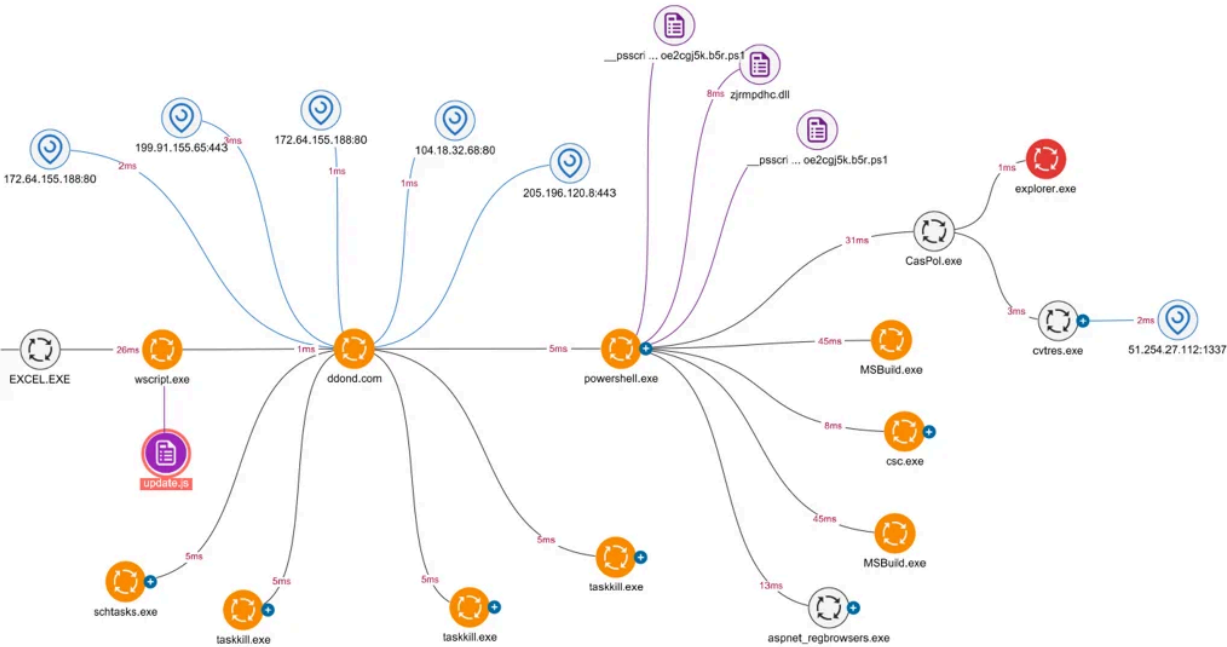 __psscri ... oe2cgj5k.b5r.ps1
8ms
zjrmpdhc.dll
172.64.155.188:80
199.91.155.65:443
3ms
172.64.155.188:80
104.18.32.68:80
205.196.120.8:443
__psscri ... oe2cgj5k.b5r.ps1
2ms
1ms
1ms
1ms
explorer.exe
31ms
CasPol.exe
3ms
cvtres.exe
2ms
51.254.27.112:1337
EXCEL.EXE
26ms
wscript.exe
1ms
ddond.com
5ms
powershell.exe
45ms
MSBuild.exe
8ms
csc.exe
update.js
45ms
MSBuild.exe
5ms
schtasks.exe
5ms
taskkill.exe
5ms
taskkill.exe
5ms
taskkill.exe
13ms
aspnet_regbrowsers.exe